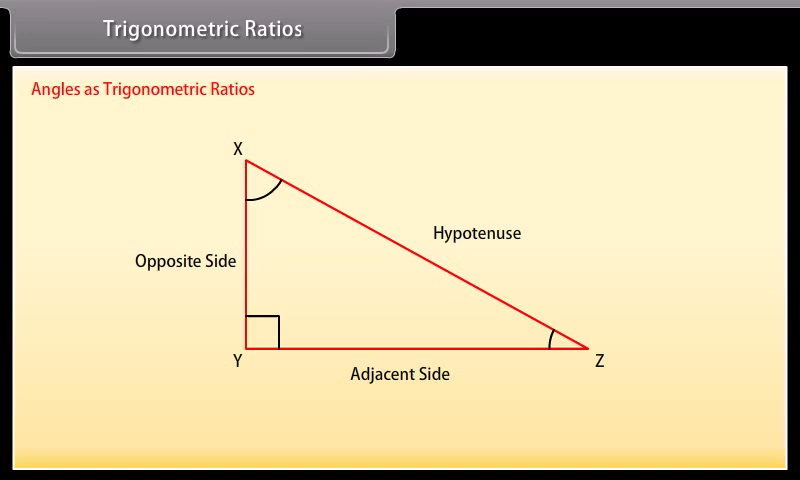 Trigonometric Ratios
Angles as Trigonometric Ratios
X
Hypotenuse
Opposite Side
Y
Z
Adjacent Side